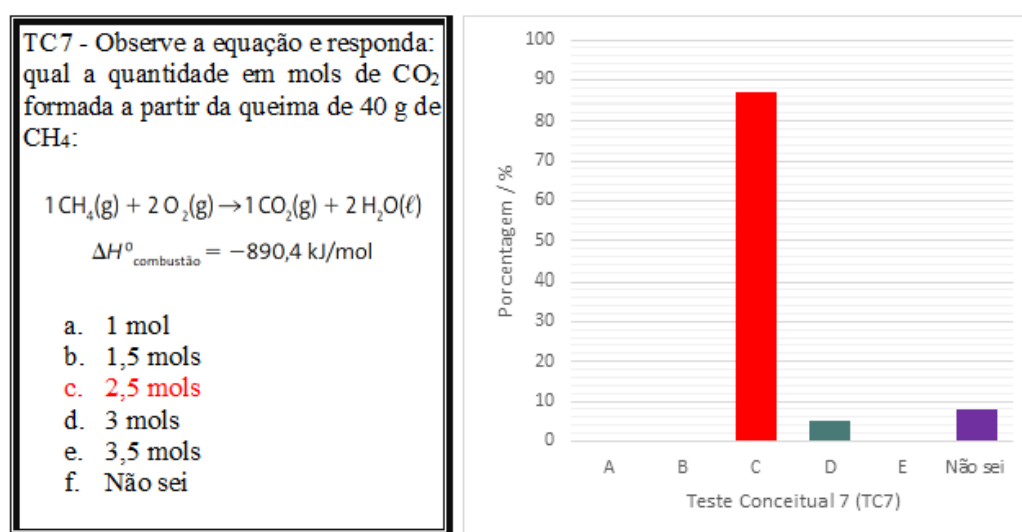 TC7 - Observe a equação e responda:
qual a quantidade em mols de CO₂
formada a partir da queima de 40 g de
CH₄:
1 CH₄(g) + 2 O₂(g) → 1 CO₂(g) + 2 H₂O(ℓ)
ΔH°combustão = −890,4 kJ/mol
a. 1 mol
b. 1,5 mols
c. 2,5 mols
d. 3 mols
e. 3,5 mols
f. Não sei
100
90
80
70
60
50
40
30
20
10
0
Porcentagem / %
A B C D E Não sei
Teste Conceitual 7 (TC7)